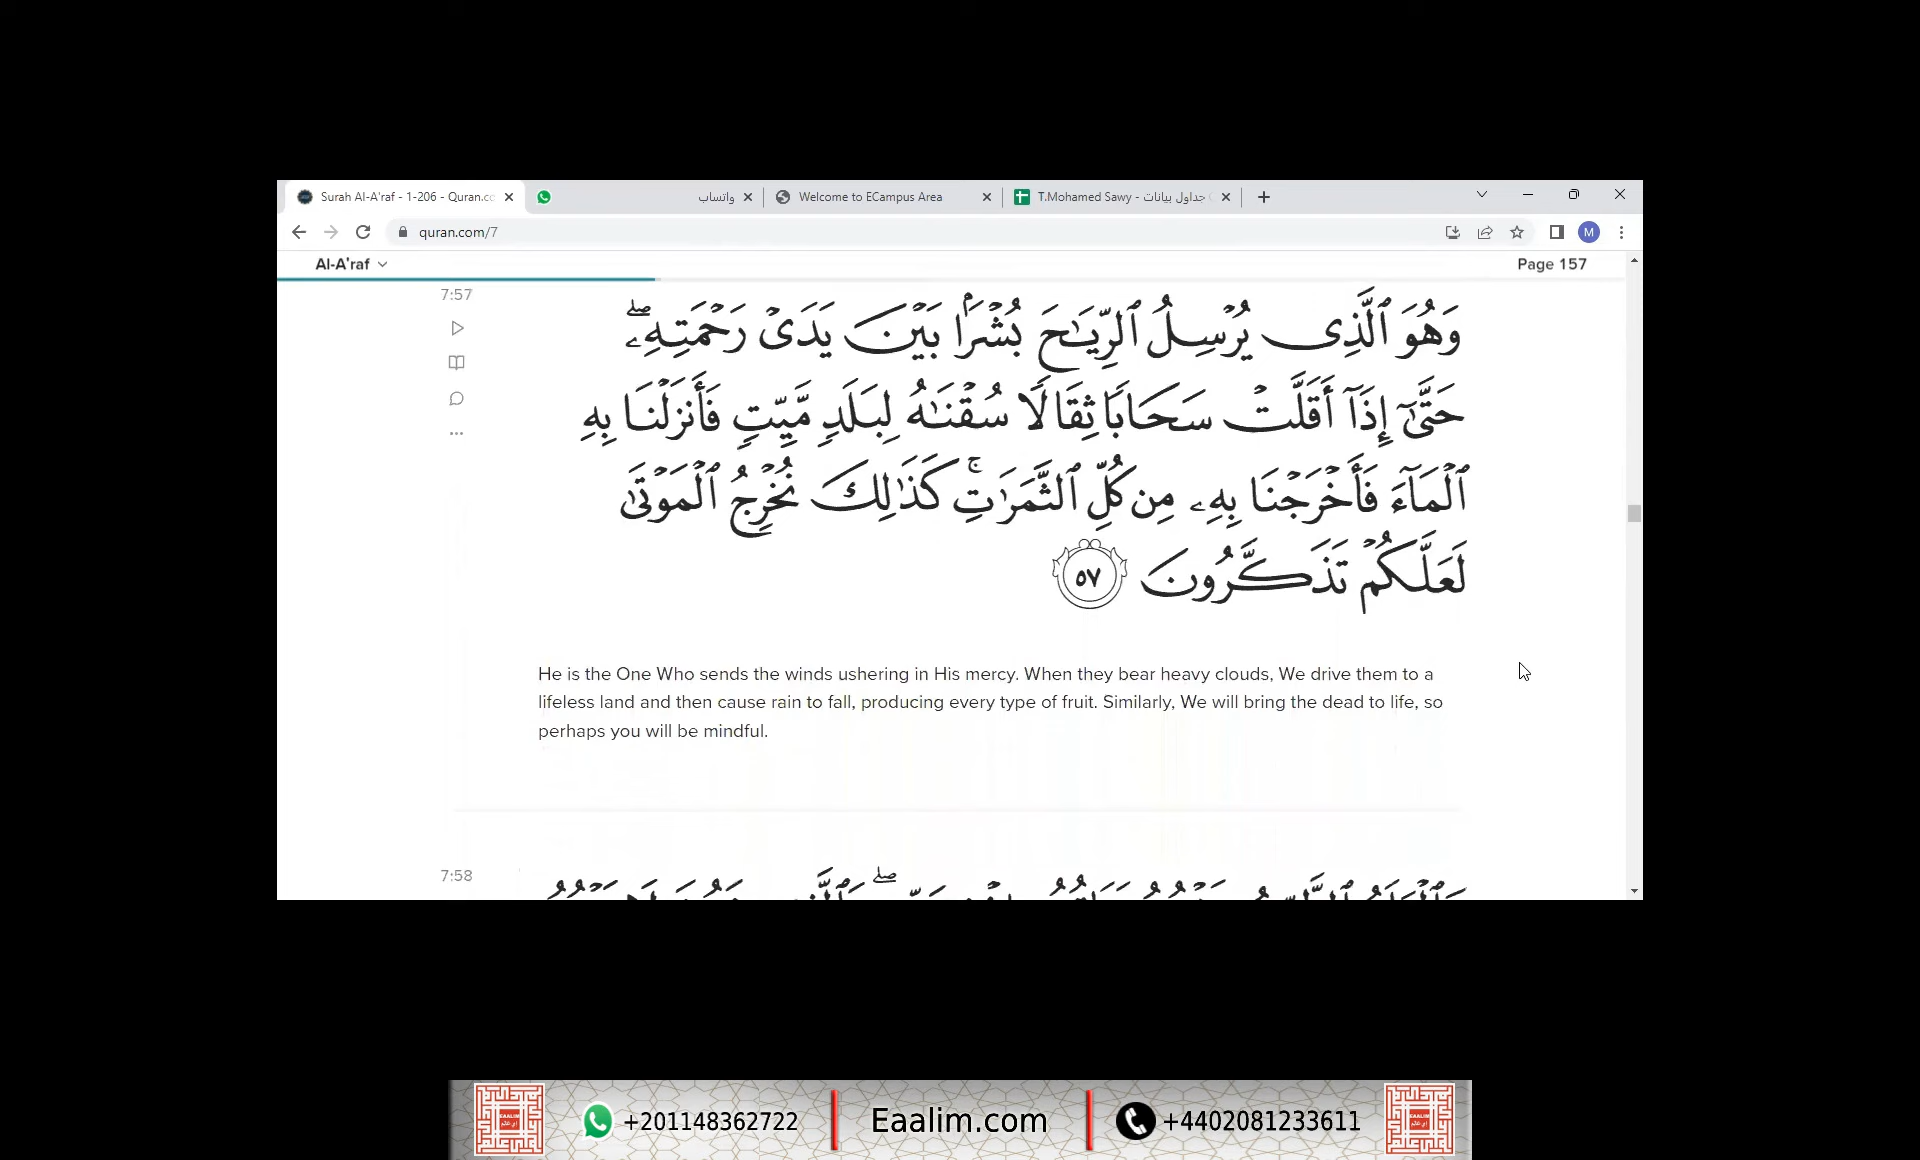 Surah Al-A'raf - 1-206 - Quran.co
واتساب
Welcome to ECampus Area
T.Mohamed Sawy - جداول بيانات
quran.com/7
M
Al-A'raf
Page 157
7:57
وَهُوَ ٱلَّذِى يُرْسِلُ ٱلرِّيَـٰحَ بُشْرًۢا بَيْنَ يَدَىْ رَحْمَتِهِۦ ۖ
حَتَّىٰٓ إِذَآ أَقَلَّتْ سَحَابًا ثِقَالًا سُقْنَـٰهُ لِبَلَدٍ مَّيِّتٍ فَأَنزَلْنَا بِهِ
ٱلْمَآءَ فَأَخْرَجْنَا بِهِۦ مِن كُلِّ ٱلثَّمَرَٰتِ ۚ كَذَٰلِكَ نُخْرِجُ ٱلْمَوْتَىٰ
لَعَلَّكُمْ تَذَكَّرُونَ ٥٧
He is the One Who sends the winds ushering in His mercy. When they bear heavy clouds, We drive them to a
lifeless land and then cause rain to fall, producing every type of fruit. Similarly, We will bring the dead to life, so
perhaps you will be mindful.
7:58
+201148362722
Eaalim.com
+4402081233611